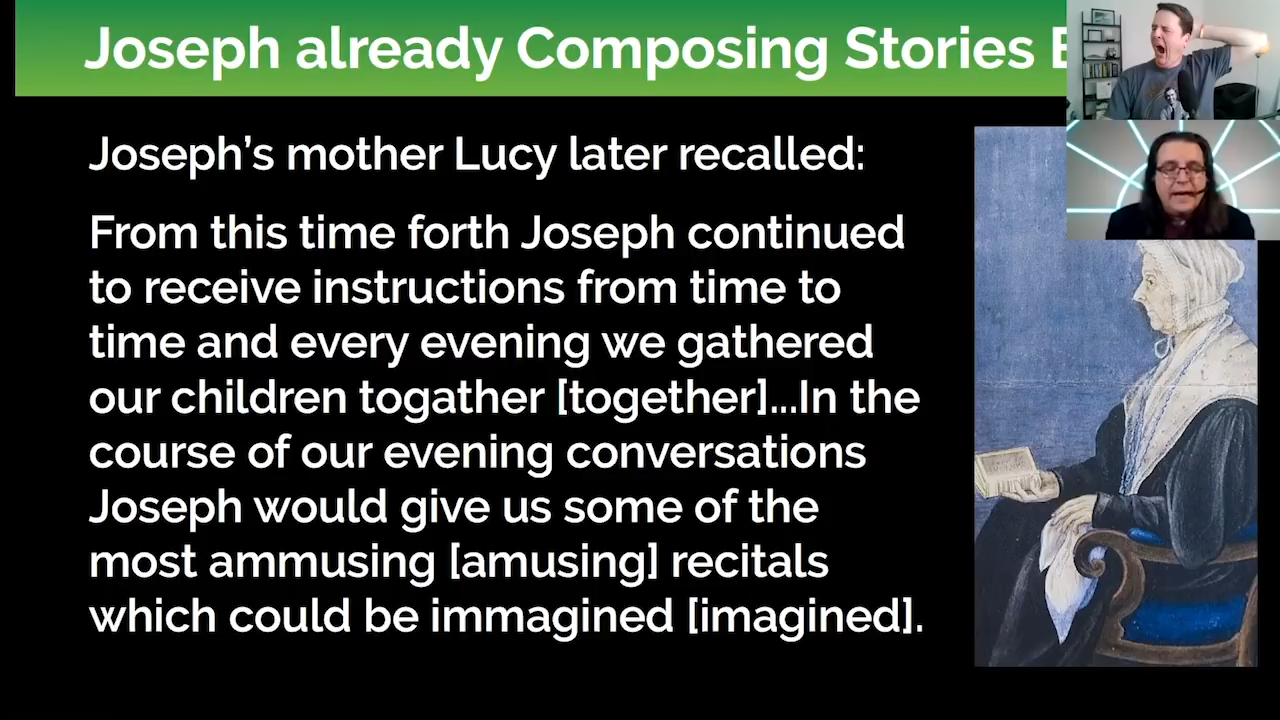 Joseph already Composing Stories
Joseph's mother Lucy later recalled:
From this time forth Joseph continued
to receive instructions from time to
time and every evening we gathered
our children togather [together]...In the
course of our evening conversations
Joseph would give us some of the
most ammusing [amusing] recitals
which could be immagined [imagined].